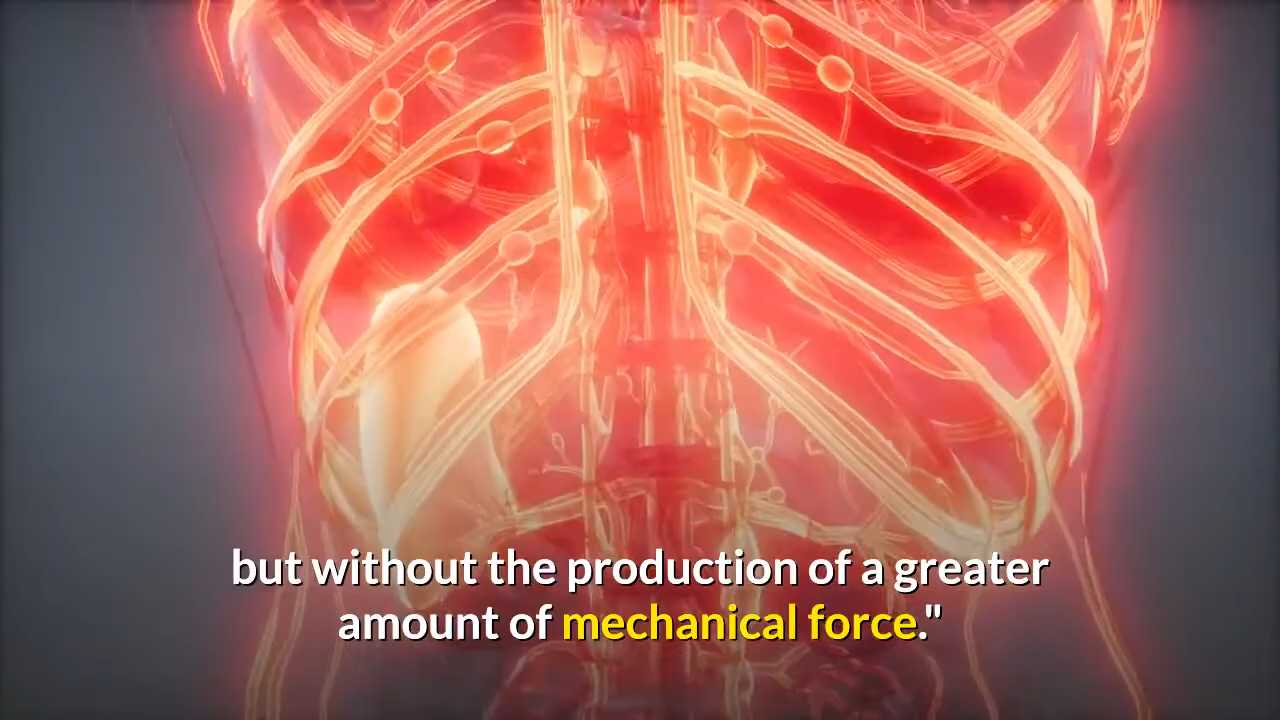 but without the production of a greater
amount of mechanical force."